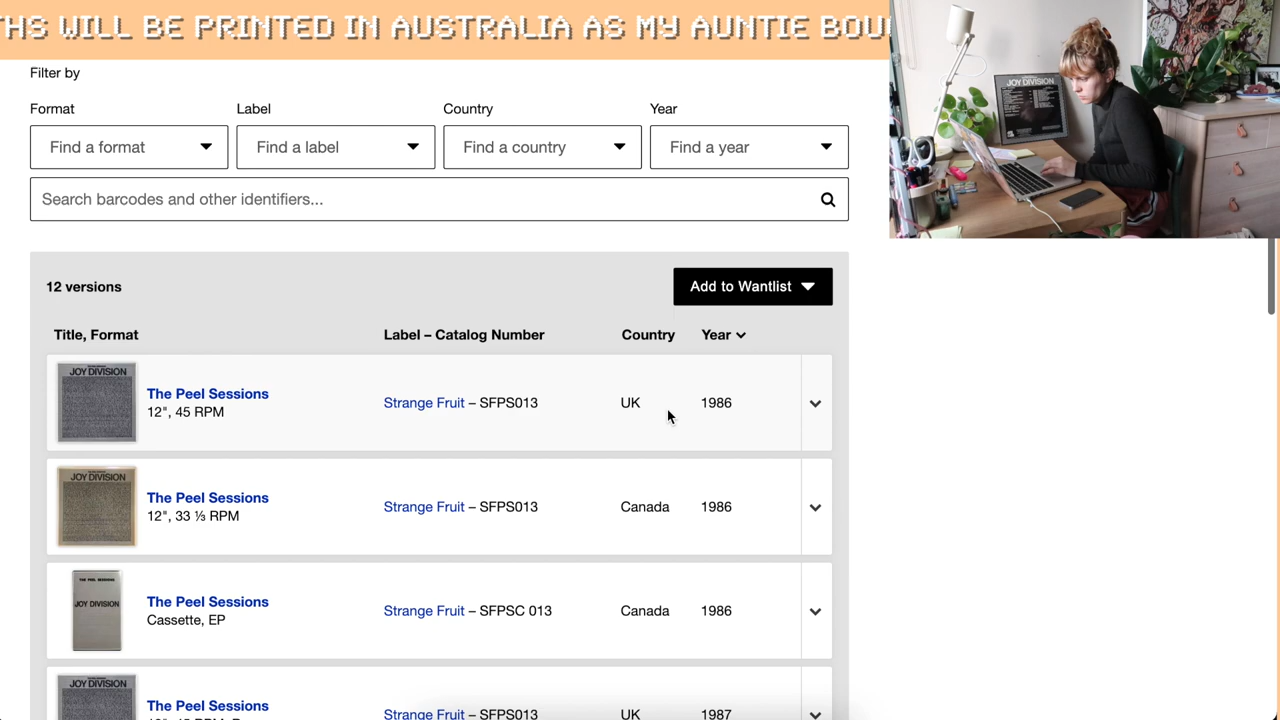 THS WILL BE PRINTED IN AUSTRALIA AS MY AUNTIE BOU
Filter by
Format
Label
Country
Year
Find a format
Find a label
Find a country
Find a year
Search barcodes and other identifiers...
12 versions
Add to Wantlist
Title, Format
Label – Catalog Number
Country
Year
JOY DIVISION
The Peel Sessions
12", 45 RPM
Strange Fruit – SFPS013
UK
1986
JOY DIVISION
The Peel Sessions
12", 33 ⅓ RPM
Strange Fruit – SFPS013
Canada
1986
THE PEEL SESSIONS
JOY DIVISION
The Peel Sessions
Cassette, EP
Strange Fruit – SFPSC 013
Canada
1986
JOY DIVISION
The Peel Sessions
Strange Fruit – SFPS013
UK
1987
JOY DIVISION